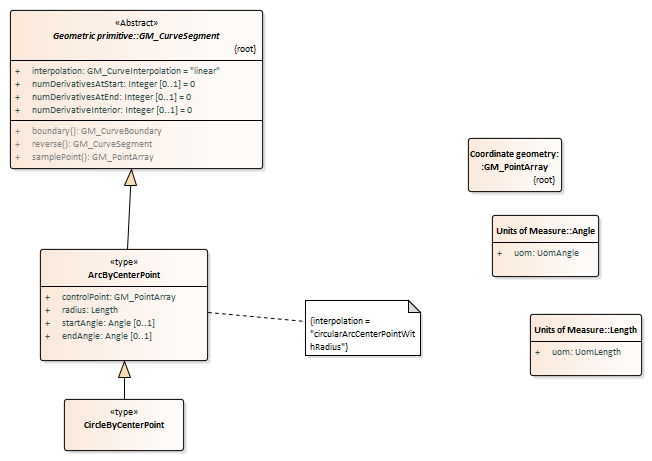 «Abstract»
Geometric primitive::GM_CurveSegment
{root}
+ interpolation: GM_CurveInterpolation = "linear"
+ numDerivativesAtStart: Integer [0..1] = 0
+ numDerivativesAtEnd: Integer [0..1] = 0
+ numDerivativeInterior: Integer [0..1] = 0
+ boundary(): GM_CurveBoundary
+ reverse(): GM_CurveSegment
+ samplePoint(): GM_PointArray
Coordinate geometry:
:GM_PointArray
{root}
Units of Measure::Angle
+ uom: UomAngle
«type»
ArcByCenterPoint
+ controlPoint: GM_PointArray
+ radius: Length
+ startAngle: Angle [0..1]
+ endAngle: Angle [0..1]
{interpolation =
"circularArcCenterPointWit
hRadius"}
Units of Measure::Length
+ uom: UomLength
«type»
CircleByCenterPoint